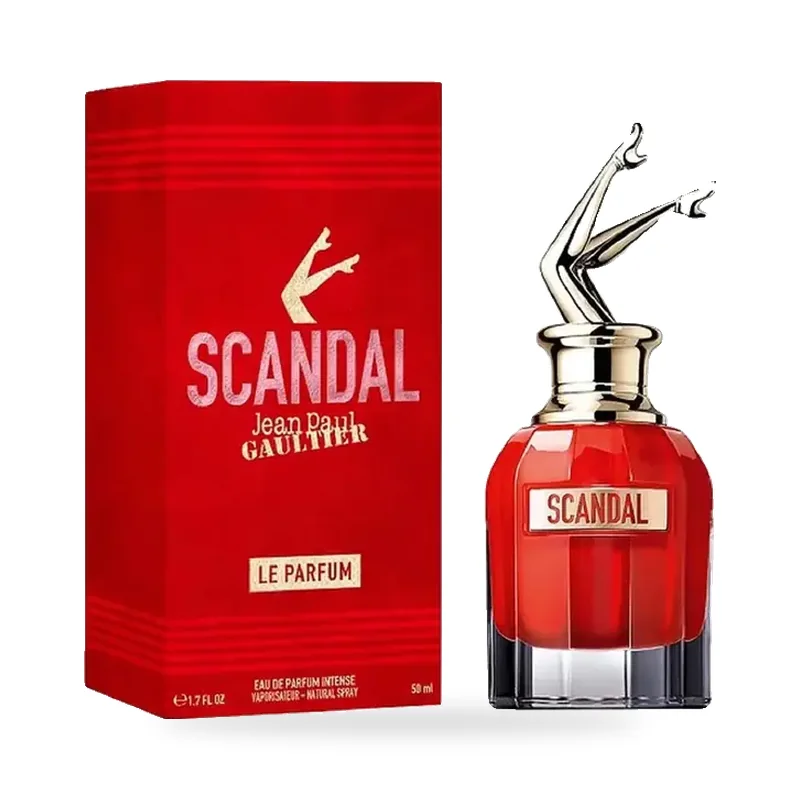 SCANDAL
Jean Paul
GAULTIER
LE PARFUM
EAU DE PARFUM INTENSE
VAPORISATEUR – NATURAL SPRAY
℮1.7 FL OZ
50 ml
SCANDAL